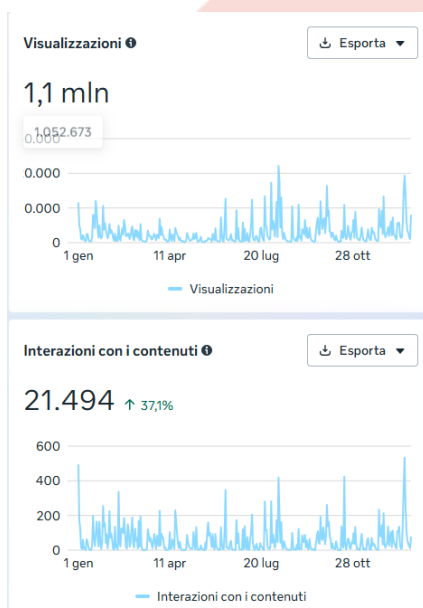 Visualizzazioni
Esporta
1,1 mln
1.052.673
0.000
0.000
0.000
0
1 gen 11 apr 20 lug 28 ott
Visualizzazioni
Interazioni con i contenuti
Esporta
21.494 ↑ 37,1%
600
400
200
0
1 gen 11 apr 20 lug 28 ott
Interazioni con i contenuti